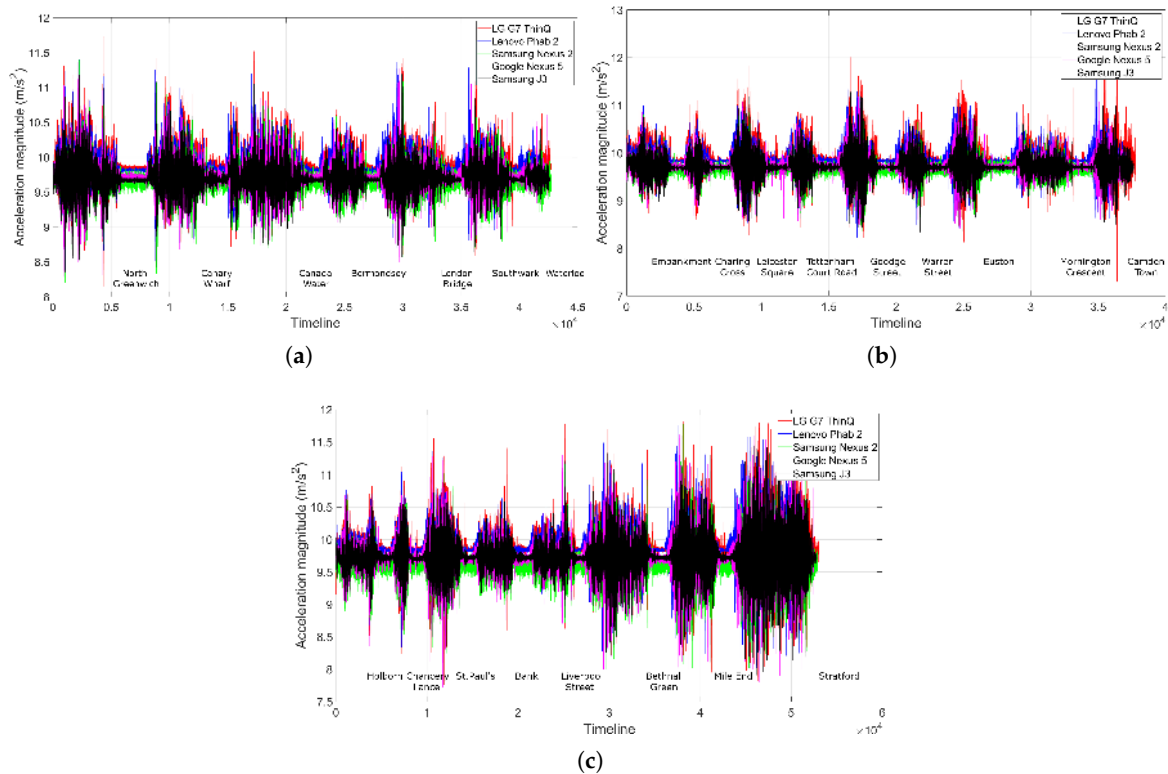 12
11.5
11
10.5
10
9.5
9
8.5
8
Acceleration magnitude (m/s²)
LG G7 ThinQ
Lenovo Phab 2
Samsung Nexus 2
Google Nexus 5
Samsung J3
North
Greenwich
Canary
Wharf
Canada
Water
Bermondsey
London
Bridge
Southwark
Waterloo
0 0.5 1 1.5 2 2.5 3 3.5 4 4.5 5
Timeline
×10⁴
(a)
13
12
11
10
9
8
7
Acceleration magnitude (m/s²)
LG G7 ThinQ
Lenovo Phab 2
Samsung Nexus 2
Google Nexus 5
Samsung J3
Embankment
Charing
Cross
Leicester
Square
Tottenham
Court Road
Goodge
Street
Warren
Street
Euston
Mornington
Crescent
Camden
Town
0 0.5 1 1.5 2 2.5 3 3.5 4
Timeline
×10⁴
(b)
12
11.5
11
10.5
10
9.5
9
8.5
8
7.5
Acceleration magnitude (m/s²)
LG G7 ThinQ
Lenovo Phab 2
Samsung Nexus 2
Google Nexus 5
Samsung J3
Holborn
Chancery
Lance
St.Paul's
Bank
Liverpool
Street
Bethnal
Green
Mile End
Stratford
0 1 2 3 4 5 6
Timeline
×10⁴
(c)